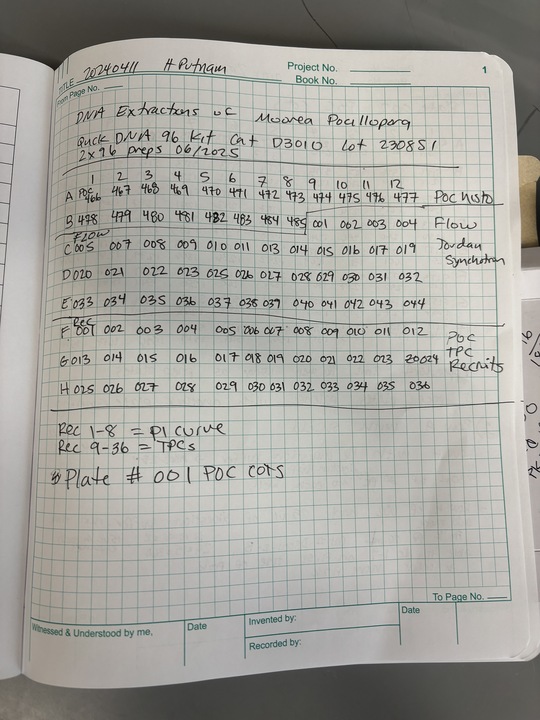 Project No.
Book No.
1
TITLE 20240411 H Putnam
From Page No.
DNA Extractions of Moorea Pocillopora
Quick DNA 96 Kit Cat D3010 Lot 230851
2x96 preps 06/2025
1 2 3 4 5 6 7 8 9 10 11 12
A Poc 466 467 468 469 470 471 472 473 474 475 476 477 Poc histo
B 478 479 480 481 482 483 484 485 001 002 003 004 Flow
FLOW
C 005 007 008 009 010 011 013 014 015 016 017 019 Jordan
Synchotron
D 020 021 022 023 025 026 027 028 029 030 031 032
E 033 034 035 036 037 038 039 040 041 042 043 044
Rec
F 001 002 003 004 005 006 007 008 009 010 011 012 POC
TPC
G 013 014 015 016 017 018 019 020 021 022 023 024 Recruits
H 025 026 027 028 029 030 031 032 033 034 035 036
Rec 1-8 = PI curve
Rec 9-36 = TPCs
Plate # 001 POC
To Page No.
Witnessed & Understood by me,
Date
Invented by:
Date
Recorded by: